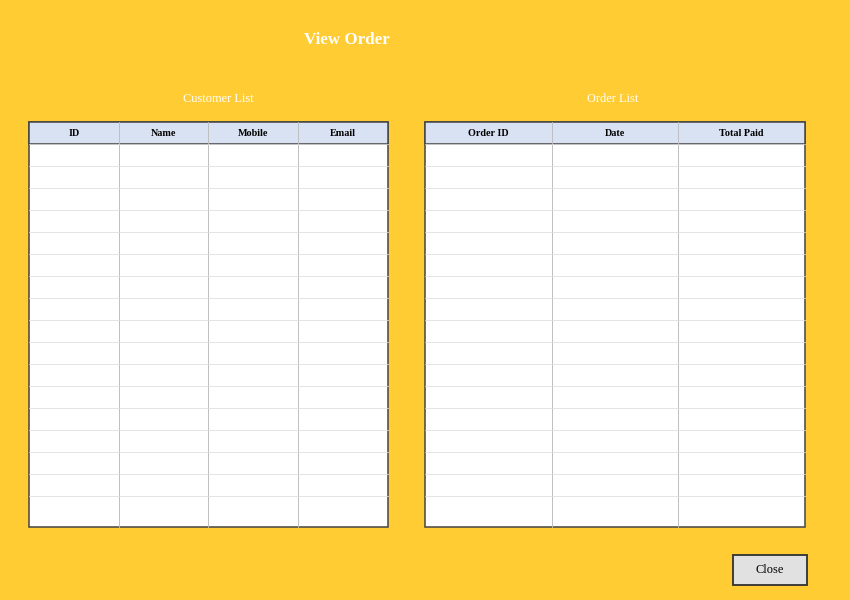 View Order
Customer List
Order List
ID Name Mobile Email
Order ID Date Total Paid
Close